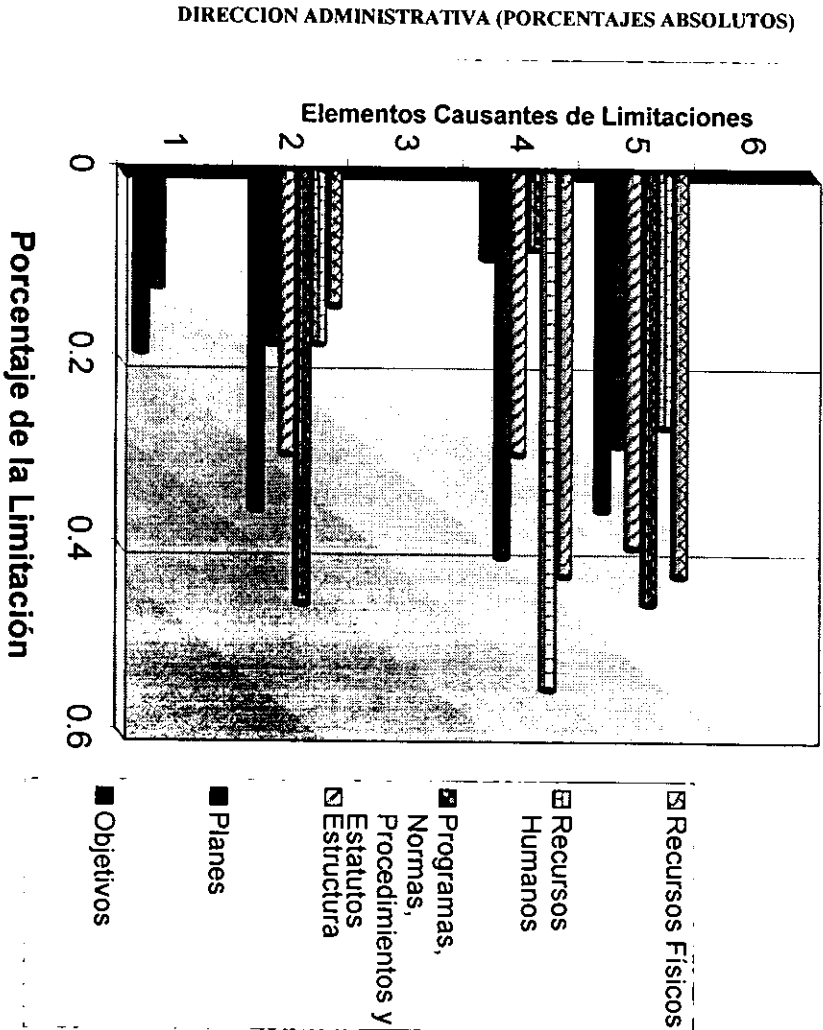 DIRECCION ADMINISTRATIVA (PORCENTAJES ABSOLUTOS)
Elementos Causantes de Limitaciones
1
2
3
4
5
6
0
0.2
0.4
0.6
Porcentaje de la Limitación
Recursos Físicos
Recursos
Humanos
Programas,
Normas,
Procedimientos y
Estatutos
Estructura
Planes
Objetivos